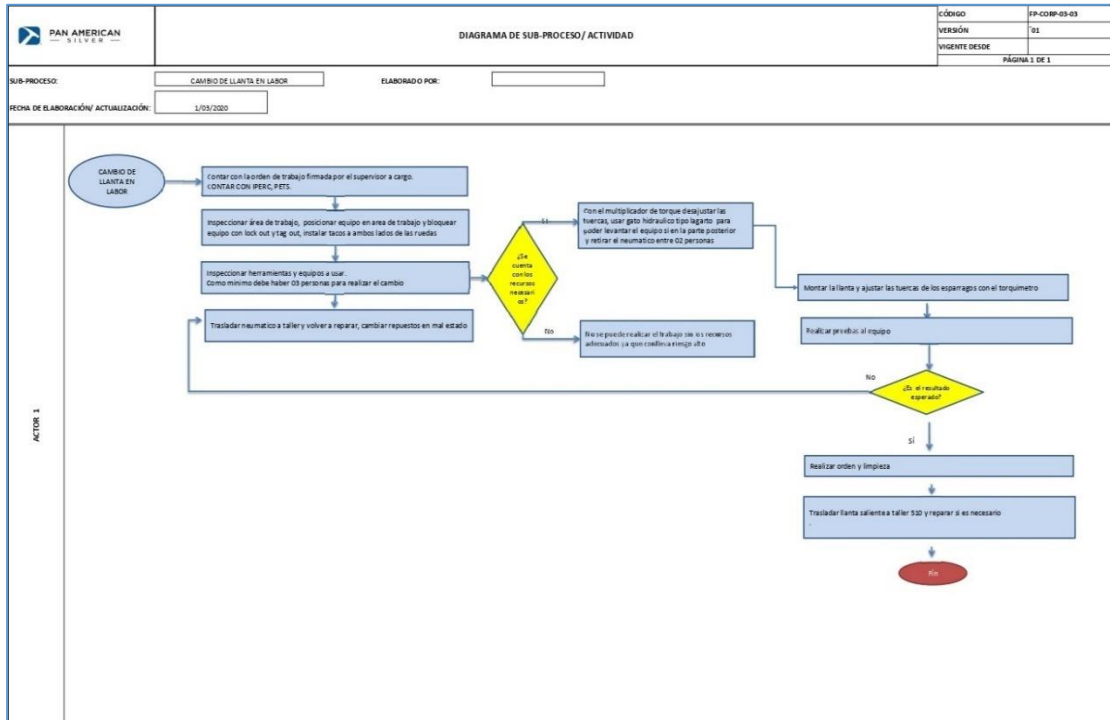 PAN AMERICAN
— SILVER —
DIAGRAMA DE SUB-PROCESO/ ACTIVIDAD
CÓDIGO
FP-CORP-03-03
VERSIÓN
01
VIGENTE DESDE
PÁGINA 1 DE 1
SUB-PROCESO:
CAMBIO DE LLANTA EN LABOR
ELABORADO POR:
FECHA DE ELABORACIÓN/ ACTUALIZACIÓN:
1/03/2020
ACTOR 1
CAMBIO DE
LLANTA EN
LABOR
Contar con la orden de trabajo firmada por el supervisor a cargo.
CONTAR CON IPERC, PETS.
Inspeccionar área de trabajo, posicionar equipo en area de trabajo y bloquear
equipo con lock out y tag out, instalar tacos a ambos lados de las ruedas
Inspeccionar herramientas y equipos a usar.
Como minimo debe haber 03 personas para realizar el cambio
Trasladar neumatico a taller y volver a reparar, cambiar repuestos en mal estado
¿Se
cuenta
con los
recursos
necesari
os?
Si
Con el multiplicador de torque desajustar las
tuercas, usar gato hidraulico tipo lagarto para
poder levantar el equipo si en la parte posterior
y retirar el neumatico entre 02 personas
No
No se puede realizar el trabajo sin los recursos
adecuados ya que conlleva riesgo alto
Montar la llanta y ajustar las tuercas de los esparragos con el torquimetro
Realizar pruebas al equipo
No
¿Es el resultado
esperado?
Sí
Realizar orden y limpieza
Trasladar llanta saliente a taller 510 y reparar si es necesario
.
Fin